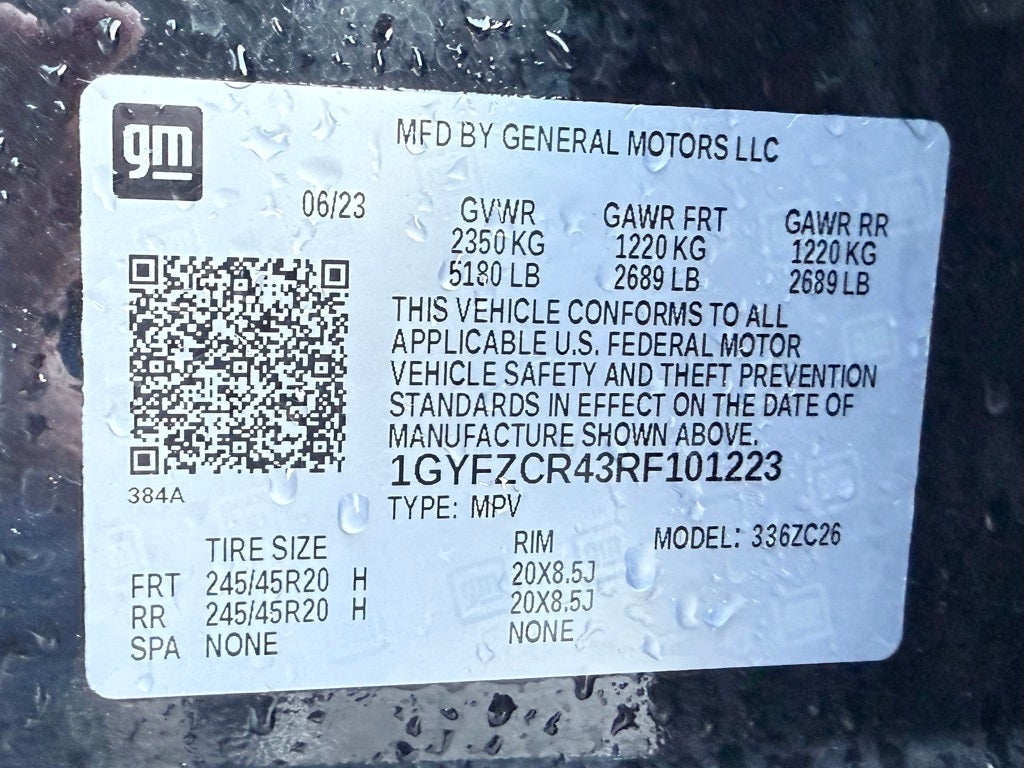 gm
MFD BY GENERAL MOTORS LLC
06/23
GVWR GAWR FRT GAWR RR
2350 KG 1220 KG 1220 KG
5180 LB 2689 LB 2689 LB
THIS VEHICLE CONFORMS TO ALL
APPLICABLE U.S. FEDERAL MOTOR
VEHICLE SAFETY AND THEFT PREVENTION
STANDARDS IN EFFECT ON THE DATE OF
MANUFACTURE SHOWN ABOVE.
1GYFZCR43RF101223
384A
TYPE: MPV
MODEL: 336ZC26
TIRE SIZE RIM
FRT 245/45R20 H 20X8.5J
RR 245/45R20 H 20X8.5J
SPA NONE NONE